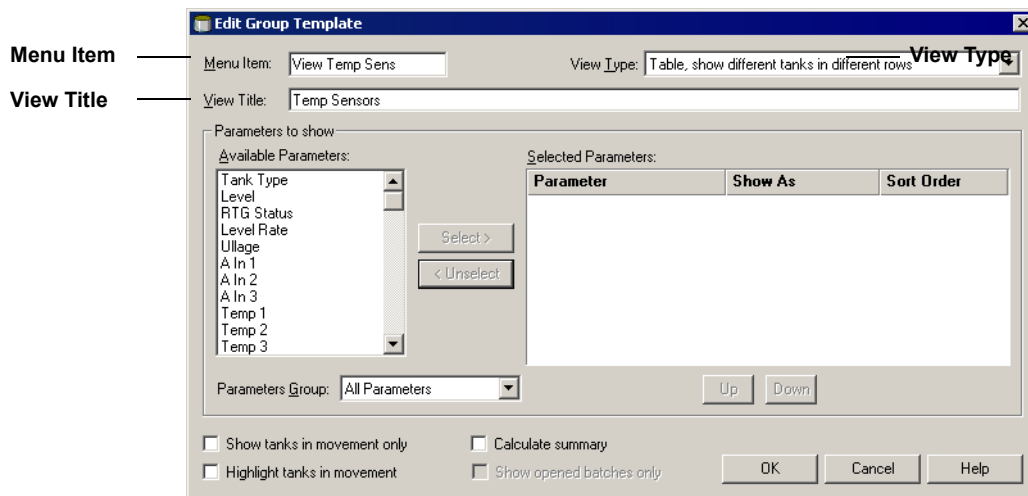 Edit Group Template
Menu Item
Menu Item: View Temp Sens View Type: Table, show different tanks in different rows
View Type
View Title
View Title: Temp Sensors
Parameters to show
Available Parameters:
Tank Type
Level
RTG Status
Level Rate
Ullage
A In 1
A In 2
A In 3
Temp 1
Temp 2
Temp 3
Select >
< Unselect
Selected Parameters:
Parameter Show As Sort Order
Parameters Group: All Parameters
Up Down
Show tanks in movement only
Calculate summary
Highlight tanks in movement
Show opened batches only
OK Cancel Help